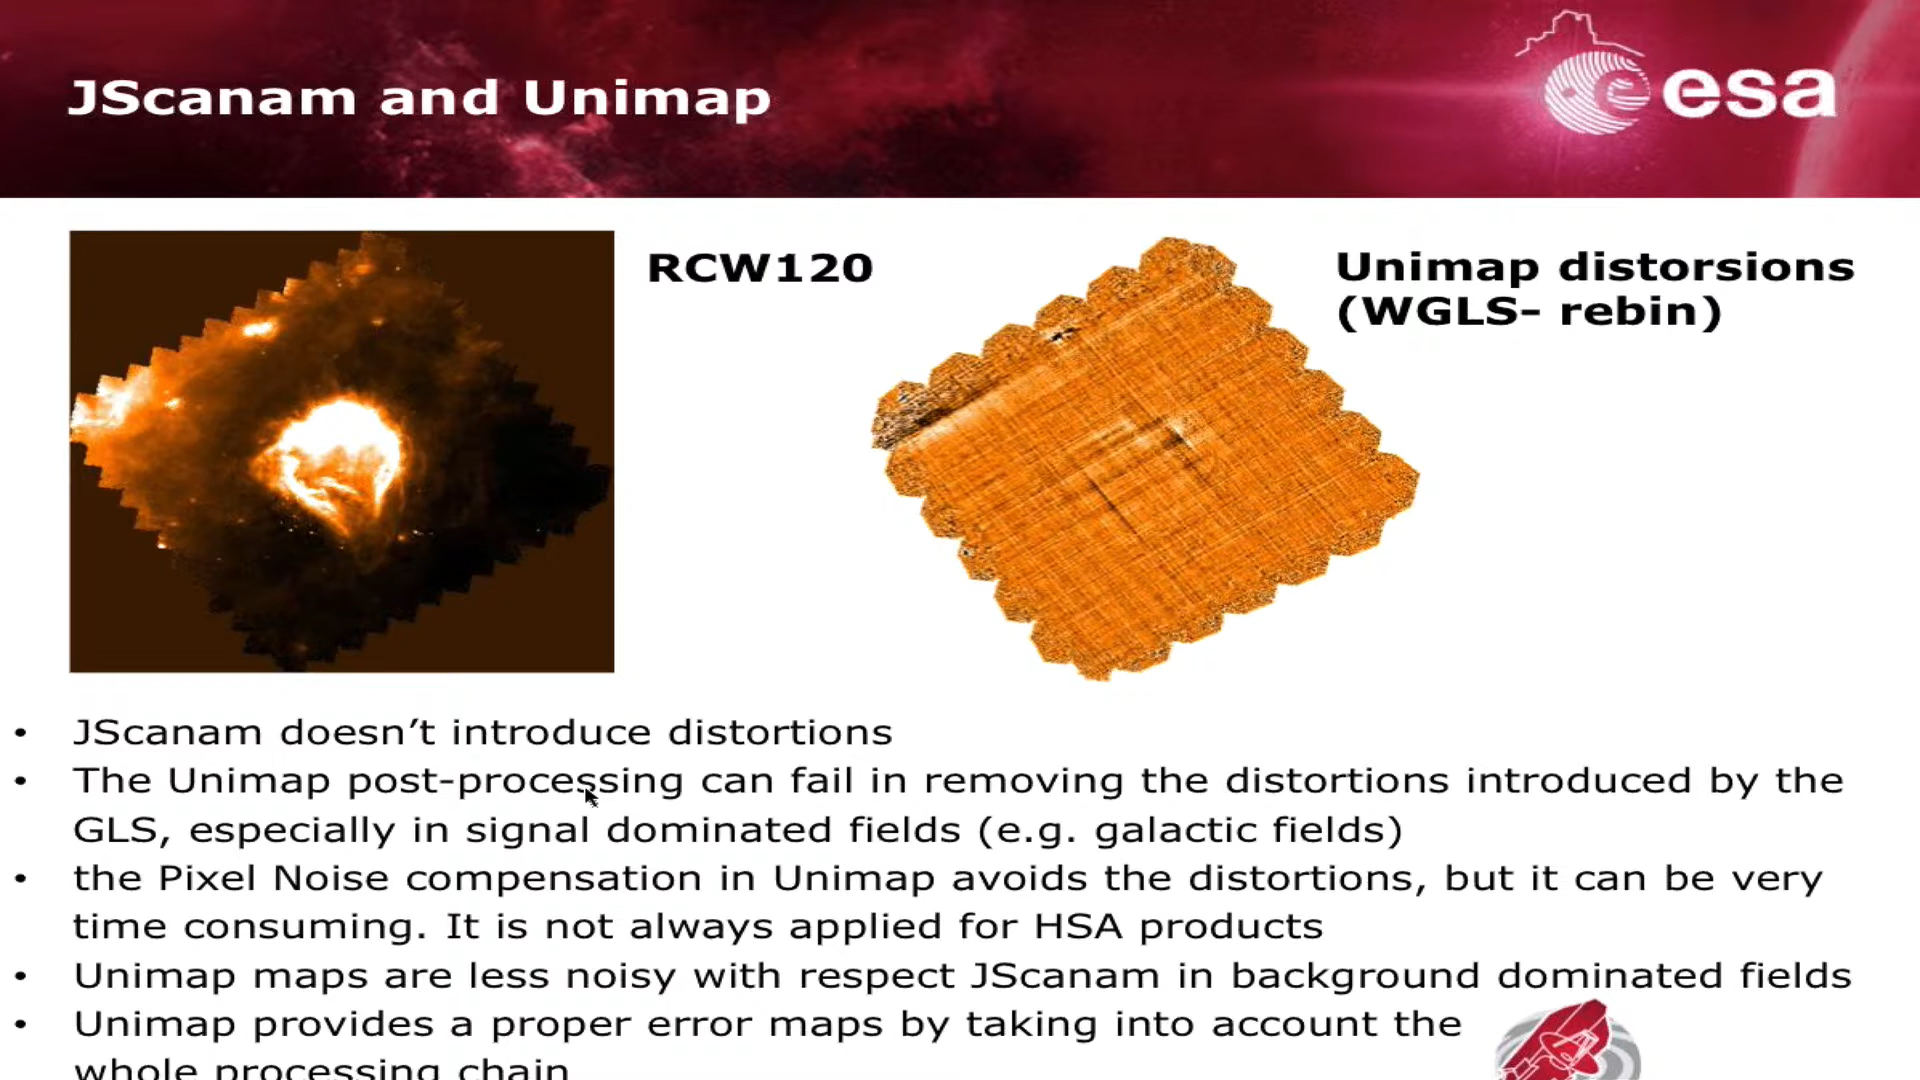 JScanam and Unimap
esa
RCW120
Unimap distorsions
(WGLS- rebin)
• JScanam doesn’t introduce distortions
• The Unimap post-processing can fail in removing the distortions introduced by the
GLS, especially in signal dominated fields (e.g. galactic fields)
• the Pixel Noise compensation in Unimap avoids the distortions, but it can be very
time consuming. It is not always applied for HSA products
• Unimap maps are less noisy with respect JScanam in background dominated fields
• Unimap provides a proper error maps by taking into account the
whole processing chain